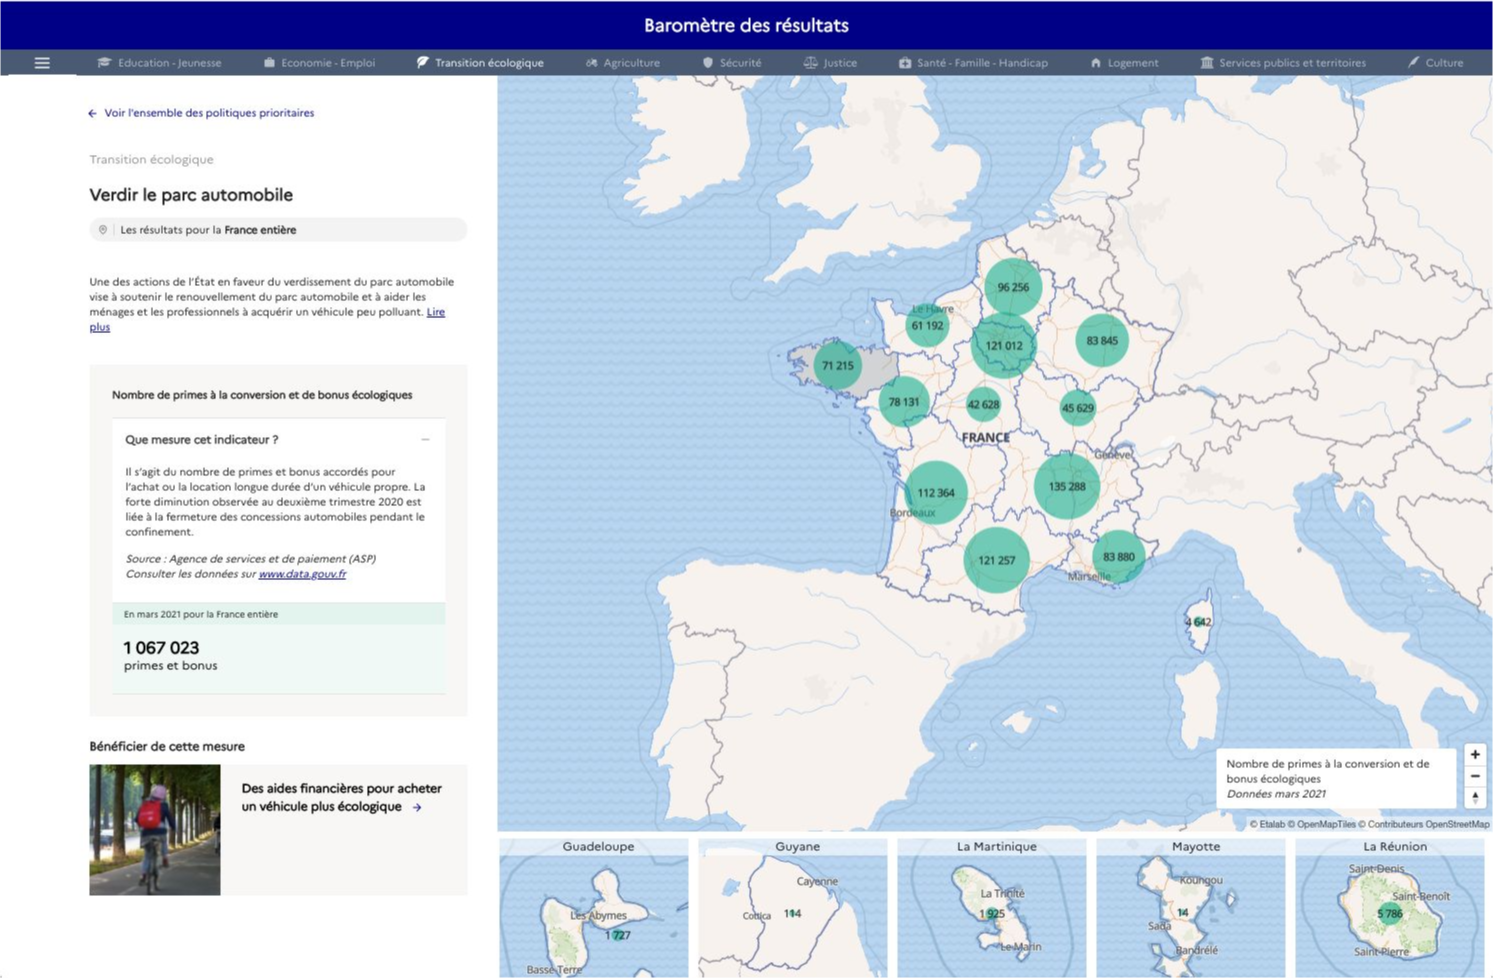 Baromètre des résultats
Education - Jeunesse
Economie - Emploi
Transition écologique
Agriculture
Sécurité
Justice
Santé - Famille - Handicap
Logement
Services publics et territoires
Culture
← Voir l'ensemble des politiques prioritaires
Transition écologique
Verdir le parc automobile
Les résultats pour la France entière
Une des actions de l'État en faveur du verdissement du parc automobile
vise à soutenir le renouvellement du parc automobile et à aider les
ménages et les professionnels à acquérir un véhicule peu polluant. Lire
plus
Nombre de primes à la conversion et de bonus écologiques
Que mesure cet indicateur ?
Il s'agit du nombre de primes et bonus accordés pour
l'achat ou la location longue durée d'un véhicule propre. La
forte diminution observée au deuxième trimestre 2020 est
liée à la fermeture des concessions automobiles pendant le
confinement.
Source : Agence de services et de paiement (ASP)
Consulter les données sur www.data.gouv.fr
En mars 2021 pour la France entière
1 067 023
primes et bonus
Bénéficier de cette mesure
Des aides financières pour acheter
un véhicule plus écologique →
96 256
Le Havre
61 192
121 012
83 845
71 215
78 131
42 628
45 629
FRANCE
Genève
135 288
112 364
Bordeaux
121 257
83 880
Marseille
4 642
Nombre de primes à la conversion et de
bonus écologiques
Données mars 2021
+
−
© Etalab © OpenMapTiles © Contributeurs OpenStreetMap
Guadeloupe
Les Abymes
1 727
Basse-Terre
Guyane
Cayenne
Cottica
114
La Martinique
La Trinité
1 925
Le Marin
Mayotte
Koungou
14
Sada
Bandrélé
La Réunion
Saint-Denis
Saint-Benoît
5 786
Saint-Pierre